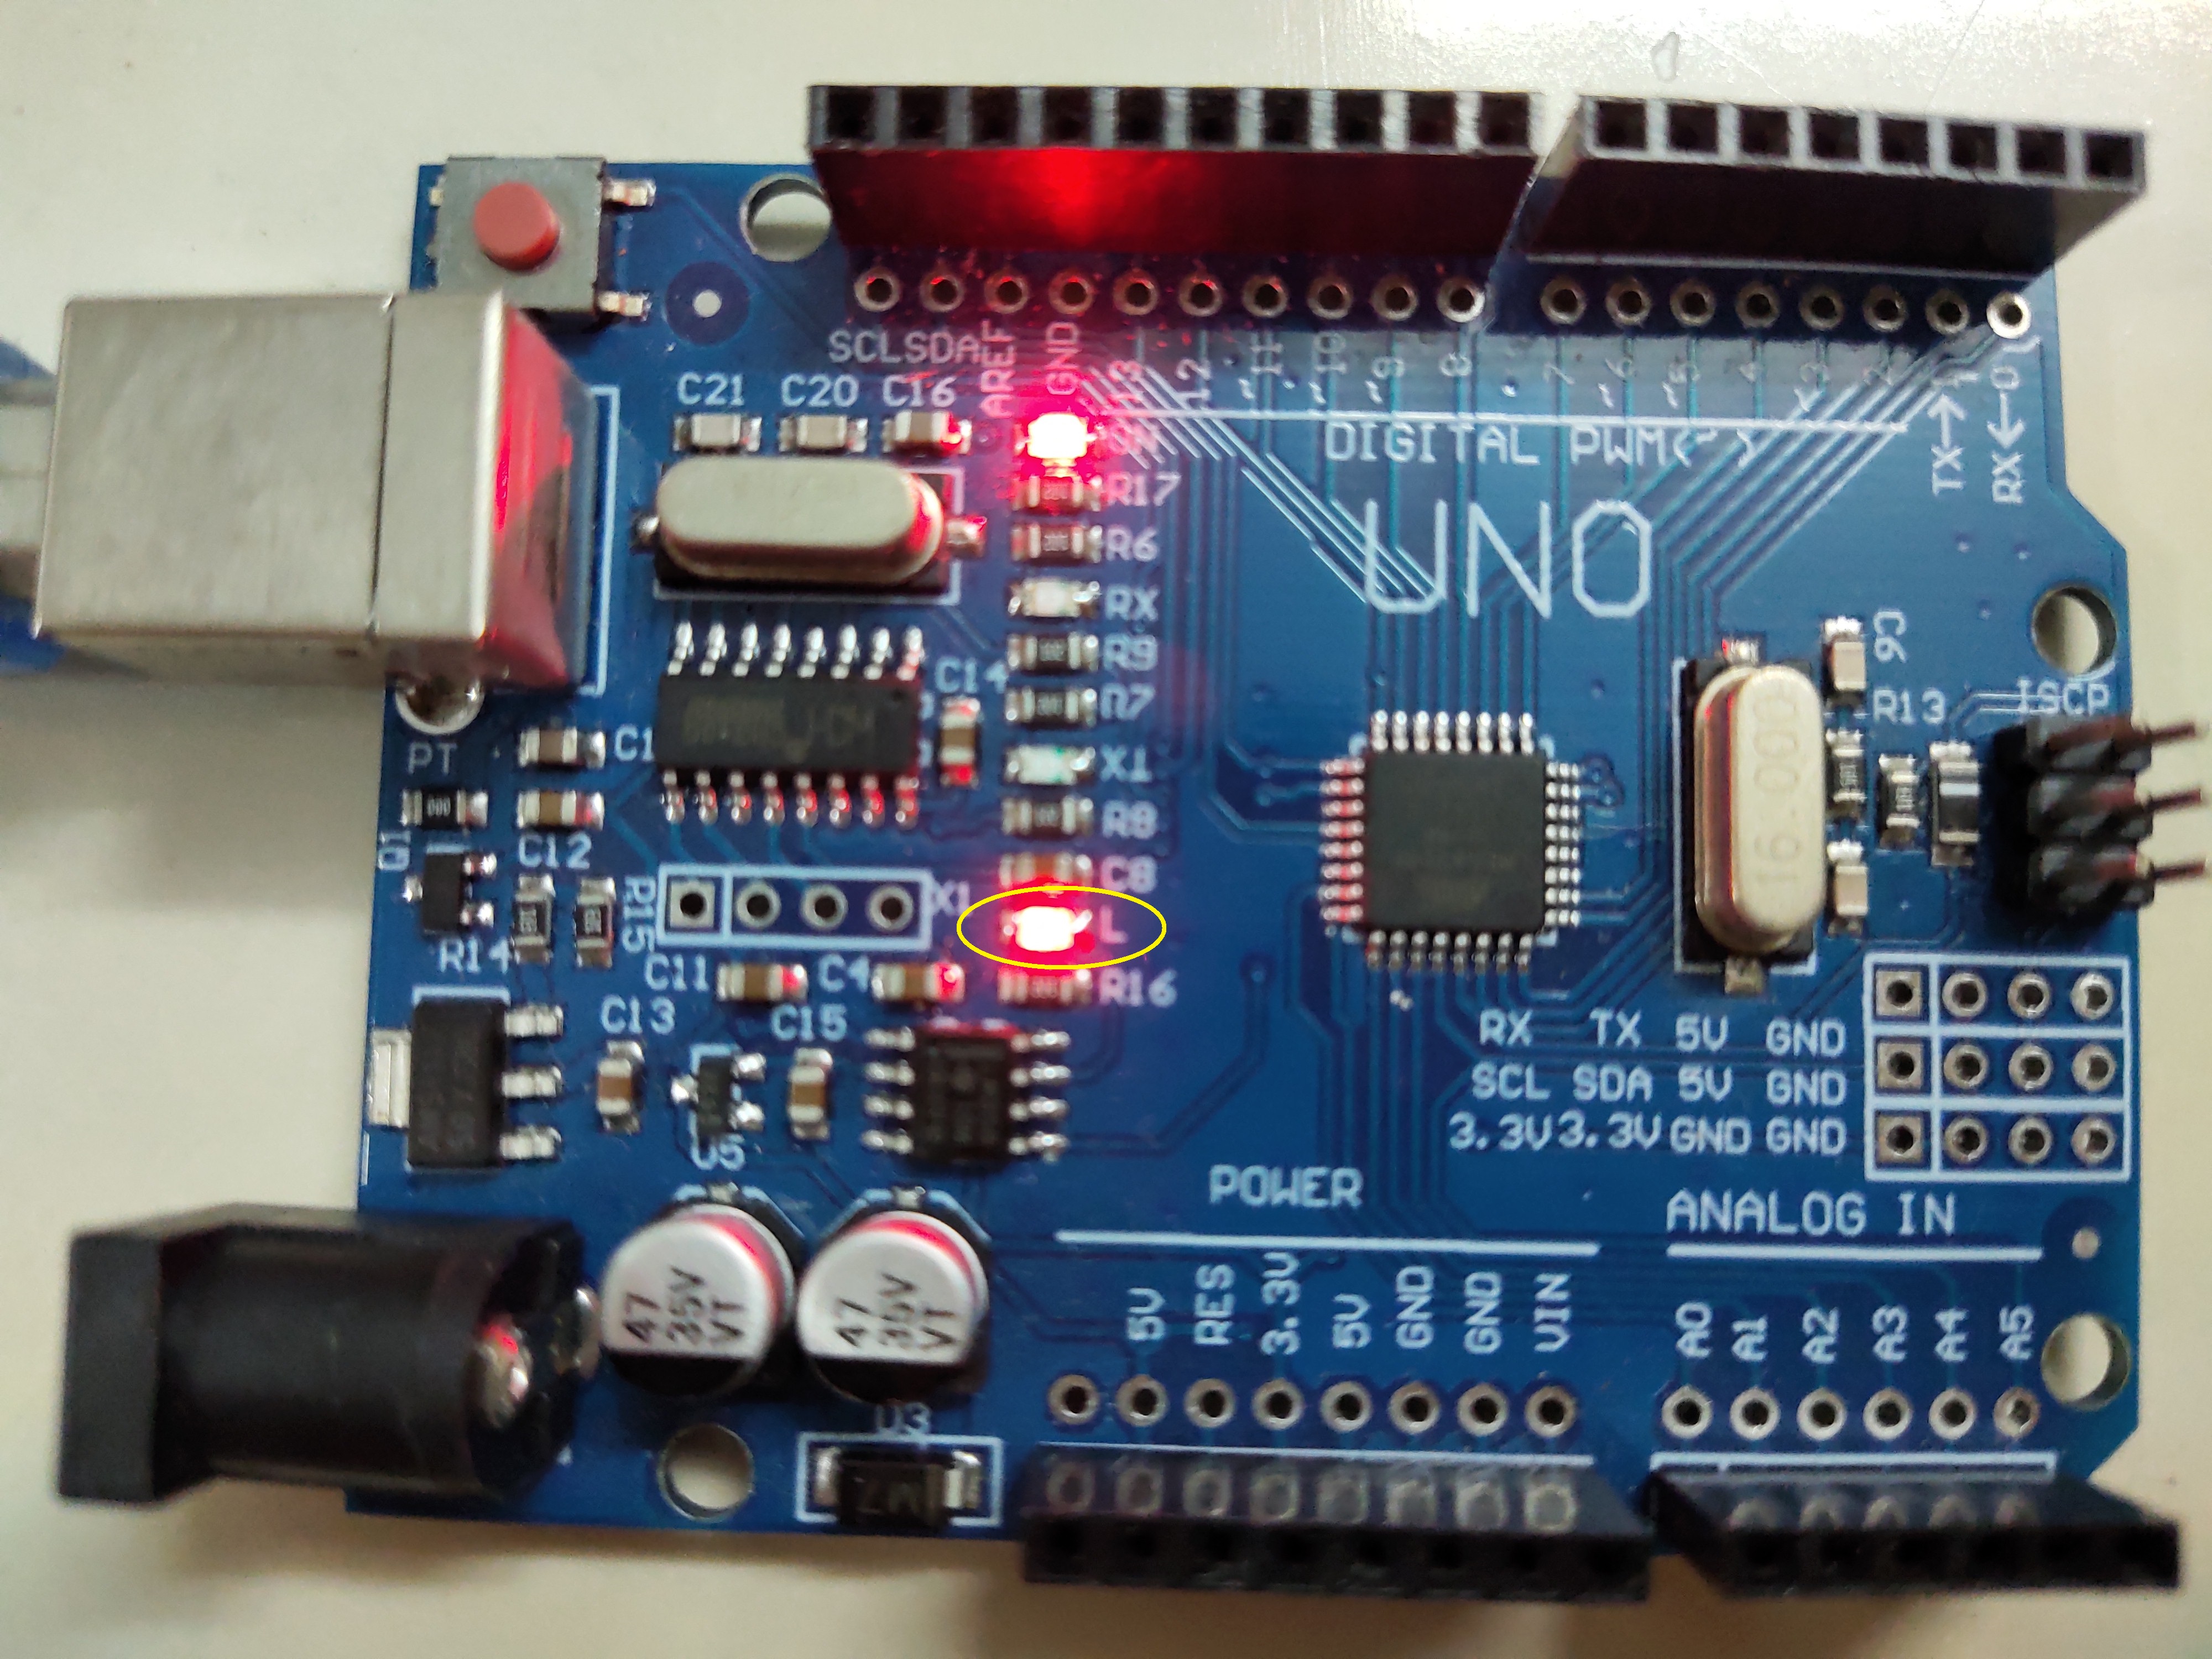 SCL SDA AREF GND 13 12 ~11 ~10 ~9 8 7 ~6 ~5 4 ~3 2 TX→1 RX←0
C21 C20 C16 ON
DIGITAL PWM(~)
R17
UNO
R6
RX
R9
C6
C14
R7
R13
ISCP
PT
C1
16.000
R8
Q1
C12
C8
R15
X1
L
R14
C11
C4
R16
C13
C15
RX TX 5V GND
SCL SDA 5V GND
3.3V 3.3V GND GND
U5
POWER
ANALOG IN
5V RES 3.3V 5V GND GND VIN
A0 A1 A2 A3 A4 A5
47
35V
VT
47
35V
VT
M7